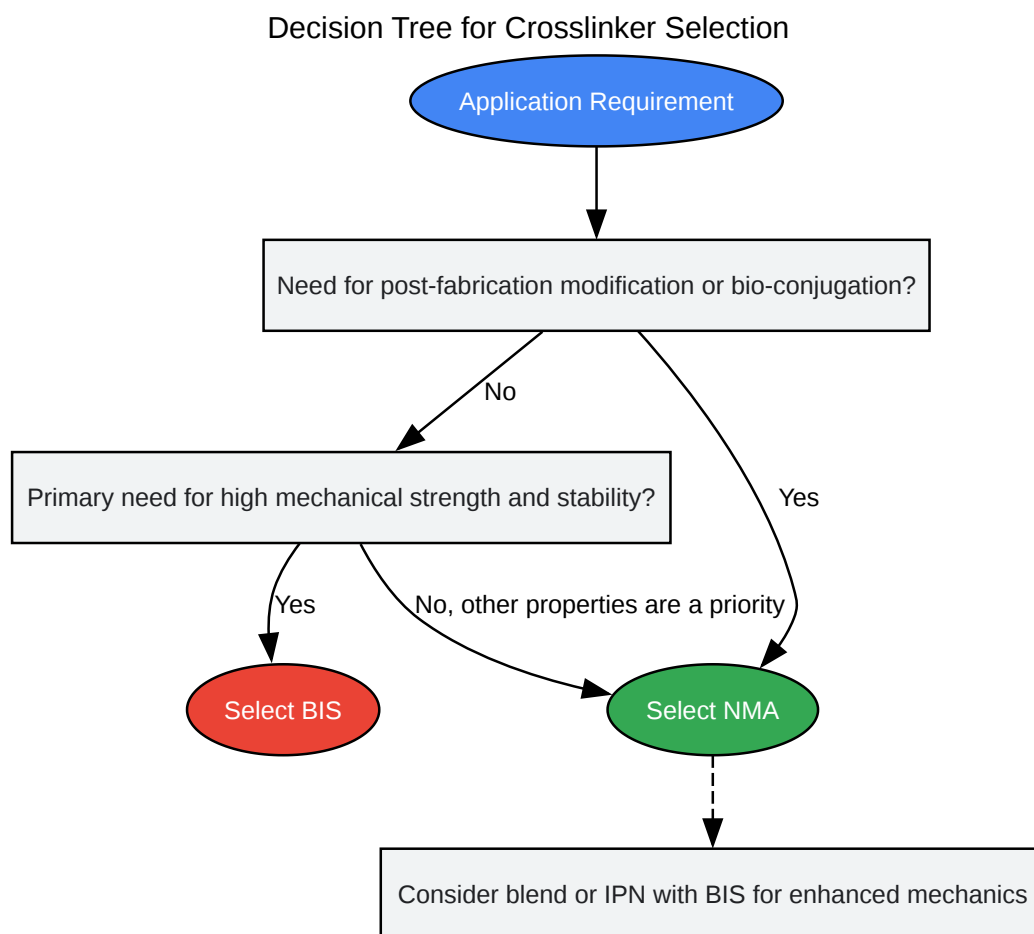 Decision Tree for Crosslinker Selection
Application Requirement
Need for post-fabrication modification or bio-conjugation?
No
Primary need for high mechanical strength and stability?
Yes
Yes
No, other properties are a priority
Select BIS
Select NMA
Consider blend or IPN with BIS for enhanced mechanics